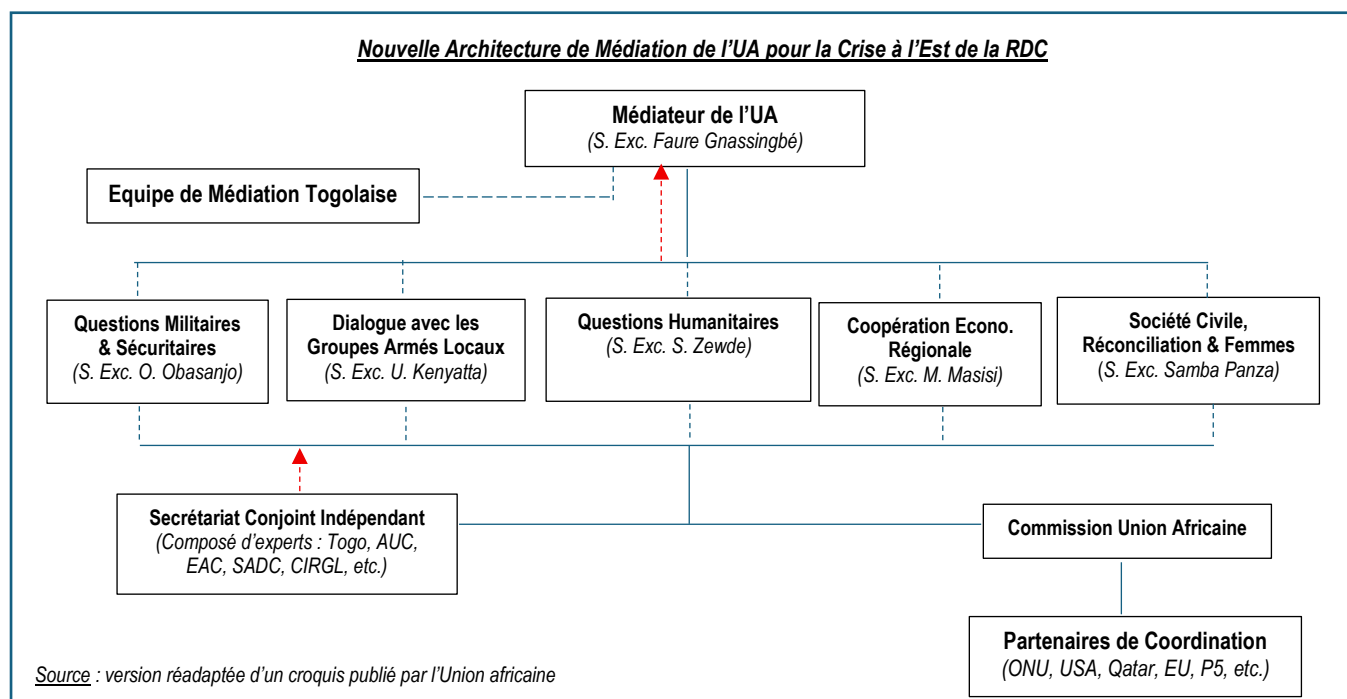 Nouvelle Architecture de Médiation de l’UA pour la Crise à l’Est de la RDC
Médiateur de l’UA
(S. Exc. Faure Gnassingbé)
Equipe de Médiation Togolaise
Questions Militaires
& Sécuritaires
(S. Exc. O. Obasanjo)
Dialogue avec les
Groupes Armés Locaux
(S. Exc. U. Kenyatta)
Questions Humanitaires
(S. Exc. S. Zewde)
Coopération Econo.
Régionale
(S. Exc. M. Masisi)
Société Civile,
Réconciliation & Femmes
(S. Exc. Samba Panza)
Secrétariat Conjoint Indépendant
(Composé d’experts : Togo, AUC,
EAC, SADC, CIRGL, etc.)
Commission Union Africaine
Partenaires de Coordination
(ONU, USA, Qatar, EU, P5, etc.)
Source : version réadaptée d’un croquis publié par l’Union africaine